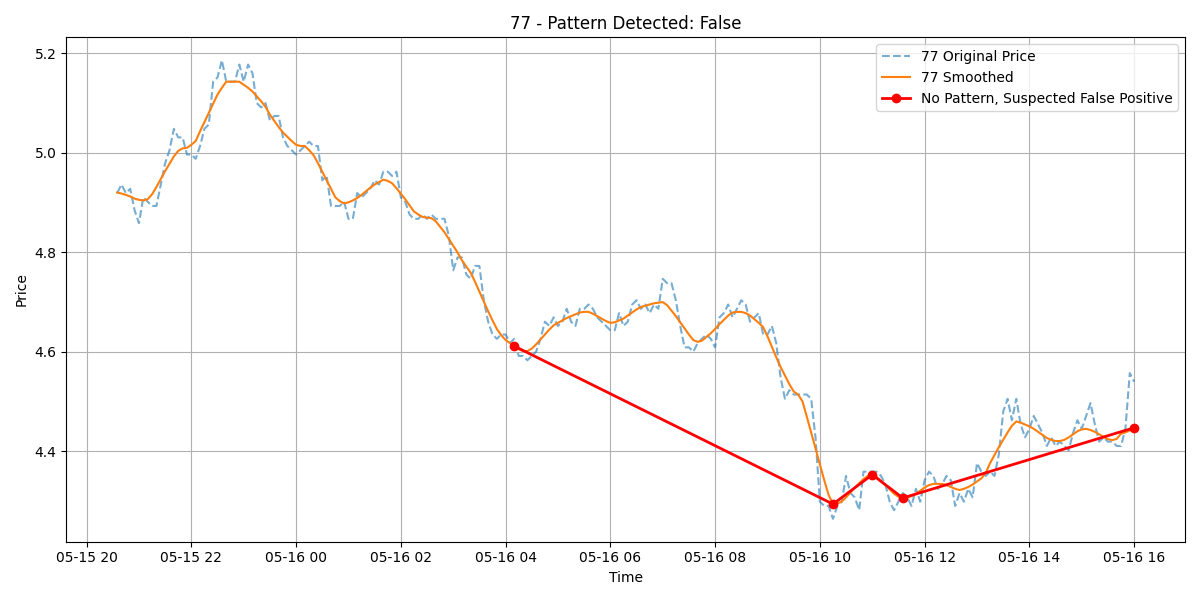 77 - Pattern Detected: False
77 Original Price
77 Smoothed
No Pattern, Suspected False Positive
Price
5.2
5.0
4.8
4.6
4.4
05-15 20 05-15 22 05-16 00 05-16 02 05-16 04 05-16 06 05-16 08 05-16 10 05-16 12 05-16 14 05-16 16
Time